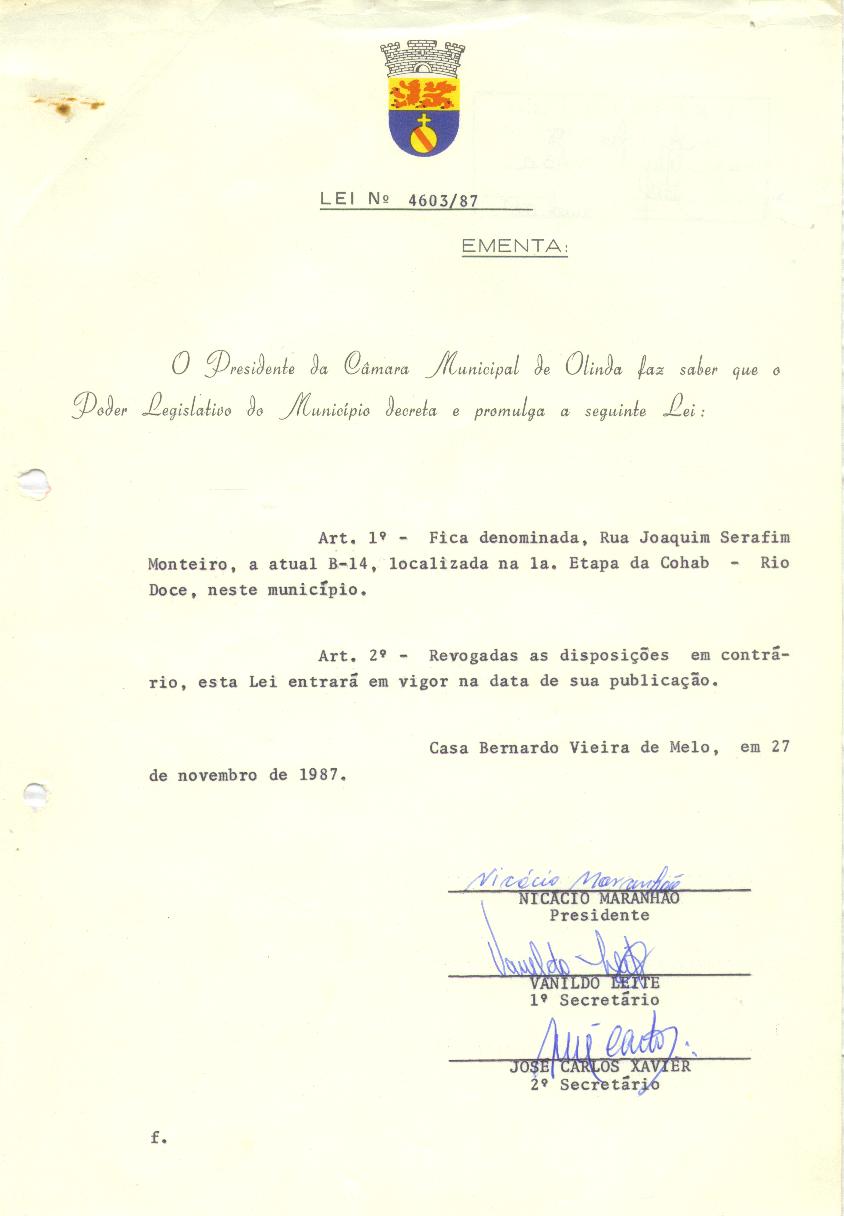 LEI Nº 4603/87
EMENTA:
O Presidente da Câmara Municipal de Olinda faz saber que o
Poder Legislativo do Município decreta e promulga a seguinte Lei:
Art. 1º - Fica denominada, Rua Joaquim Serafim
Monteiro, a atual B-14, localizada na 1a. Etapa da Cohab - Rio
Doce, neste município.
Art. 2º - Revogadas as disposições em contrá-
rio, esta Lei entrará em vigor na data de sua publicação.
Casa Bernardo Vieira de Melo, em 27
de novembro de 1987.
Nicácio Maranhão
NICÁCIO MARANHÃO
Presidente
Vanildo Leite
VANILDO LEITE
1º Secretário
José Carlos
JOSÉ CARLOS XAVIER
2º Secretário
f.